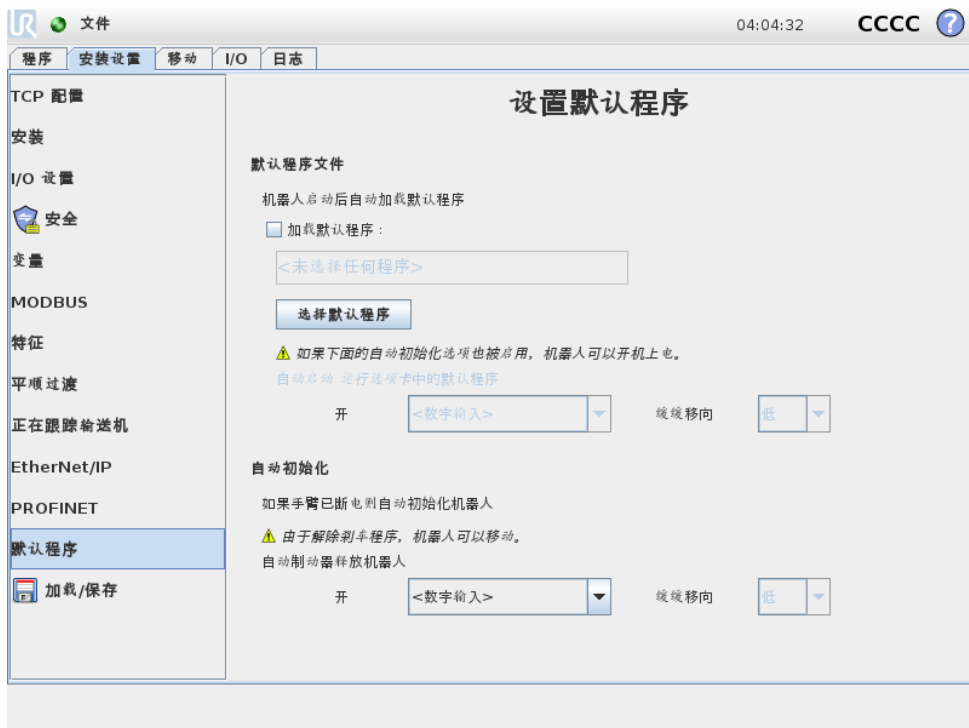 UR 文件 04:04:32 CCCC ?
程序 安装设置 移动 I/O 日志
TCP 配置
安装
I/O 设置
安全
变量
MODBUS
特征
平顺过渡
正在跟踪输送机
EtherNet/IP
PROFINET
默认程序
加载/保存
设置默认程序
默认程序文件
机器人启动后自动加载默认程序
加载默认程序：
<未选择任何程序>
选择默认程序
如果下面的自动初始化选项也被启用，机器人可以开机上电。
自动启动 运行选项卡中的默认程序
开 <数字输入> 缓缓移向 低
自动初始化
如果手臂已断电则自动初始化机器人
由于解除刹车程序，机器人可以移动。
自动制动器释放机器人
开 <数字输入> 缓缓移向 低